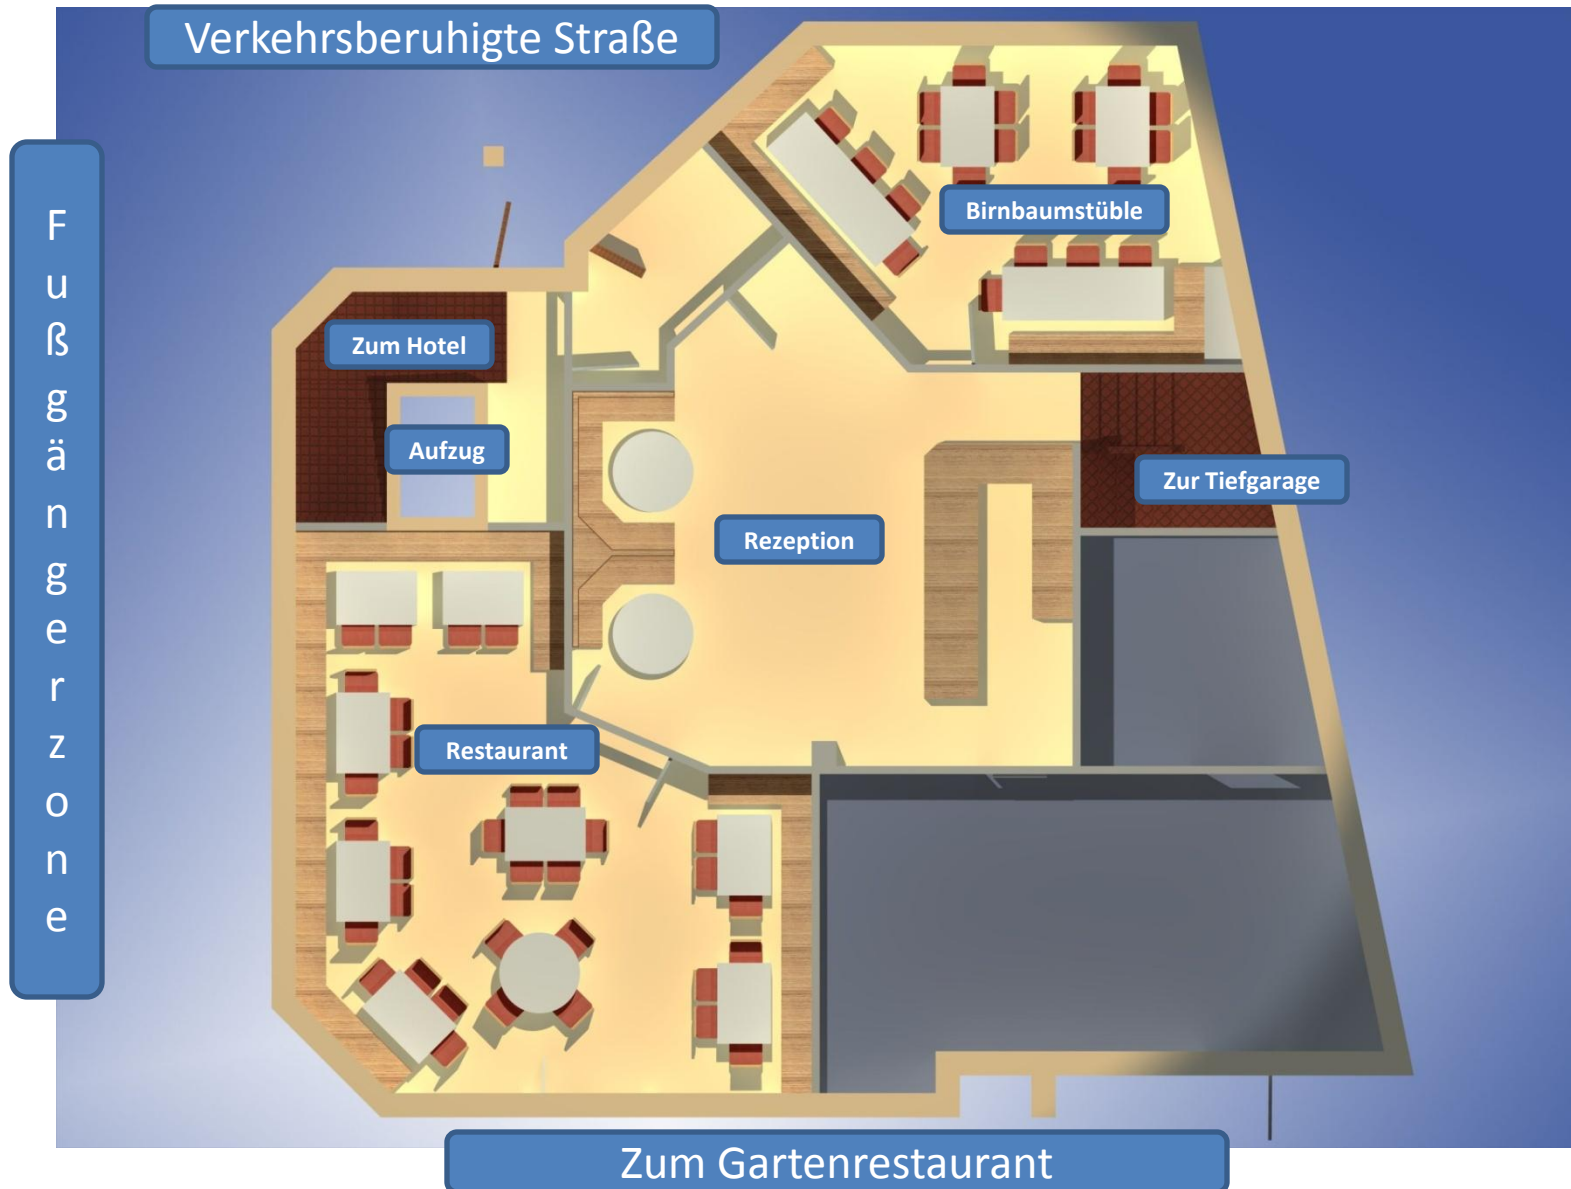 Verkehrsberuhigte Straße
Fußgängerzone
Birnbaumstüble
Zum Hotel
Aufzug
Zur Tiefgarage
Rezeption
Restaurant
Zum Gartenrestaurant